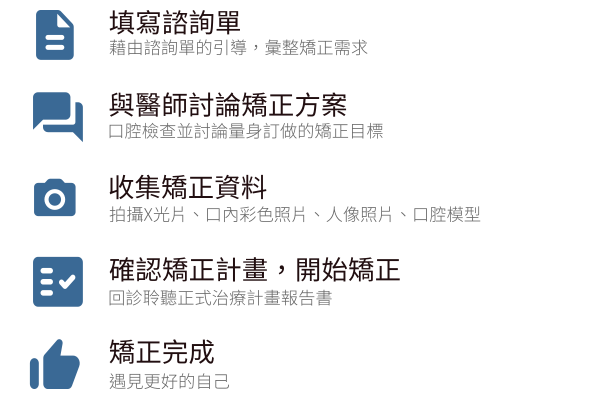 填寫諮詢單
藉由諮詢單的引導，彙整矯正需求
與醫師討論矯正方案
口腔檢查並討論量身訂做的矯正目標
收集矯正資料
拍攝X光片、口內彩色照片、人像照片、口腔模型
確認矯正計畫，開始矯正
回診聆聽正式治療計畫報告書
矯正完成
遇見更好的自己